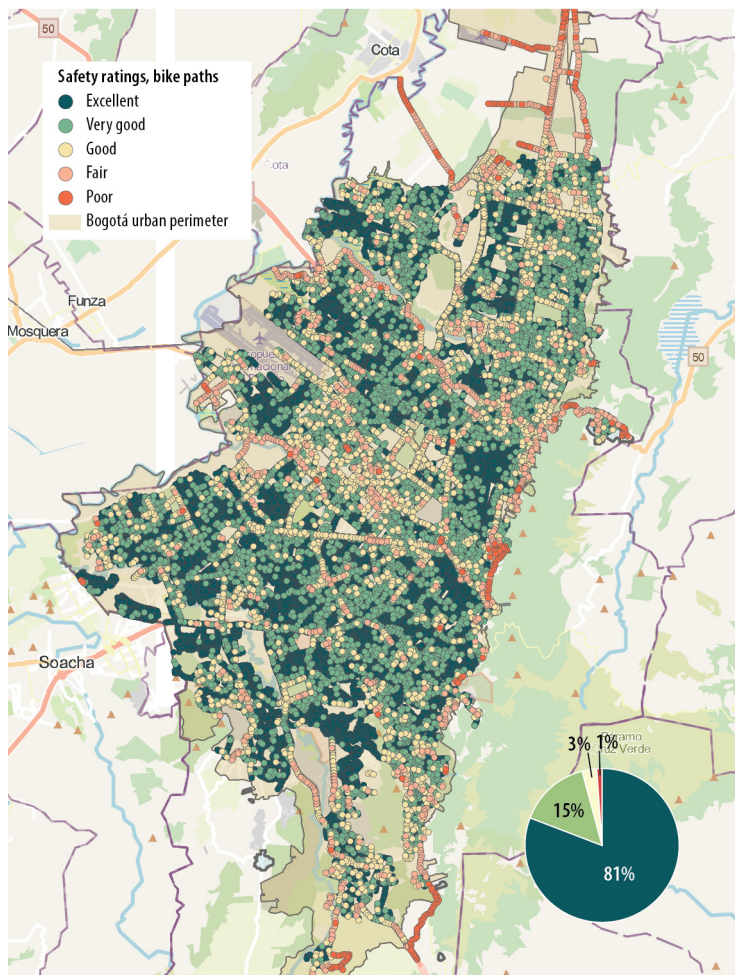 50
Cota
Safety ratings, bike paths
Excellent
Very good
Good
Fair
Poor
Bogotá urban perimeter
Cota
Funza
Mosquera
50
Soacha
3%
1%
15%
81%